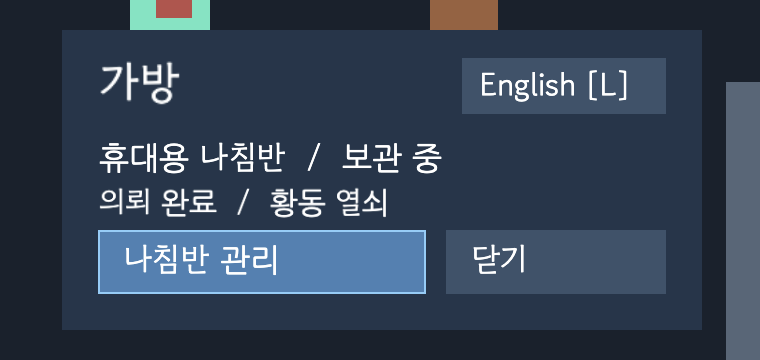 가방
English [L]
휴대용 나침반 / 보관 중
의뢰 완료 / 황동 열쇠
나침반 관리
닫기